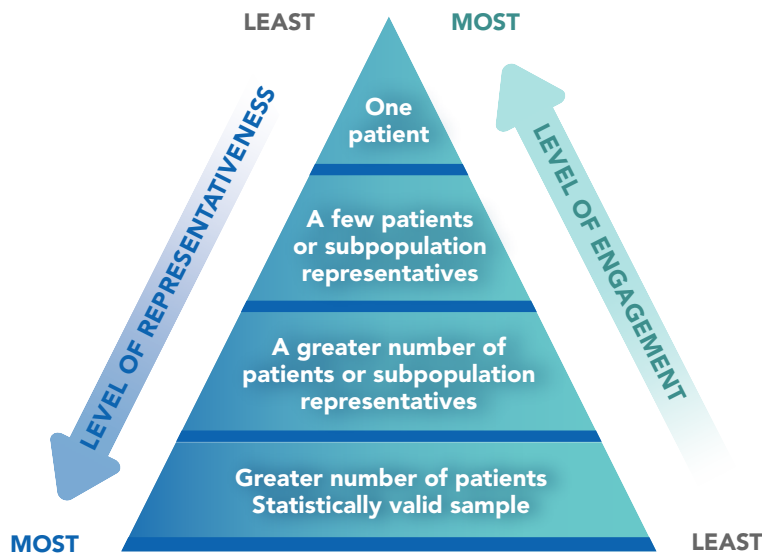 LEAST
MOST
One
patient
LEVEL OF REPRESENTATIVENESS
LEVEL OF ENGAGEMENT
A few patients
or subpopulation
representatives
A greater number of
patients or subpopulation
representatives
Greater number of patients
Statistically valid sample
MOST
LEAST